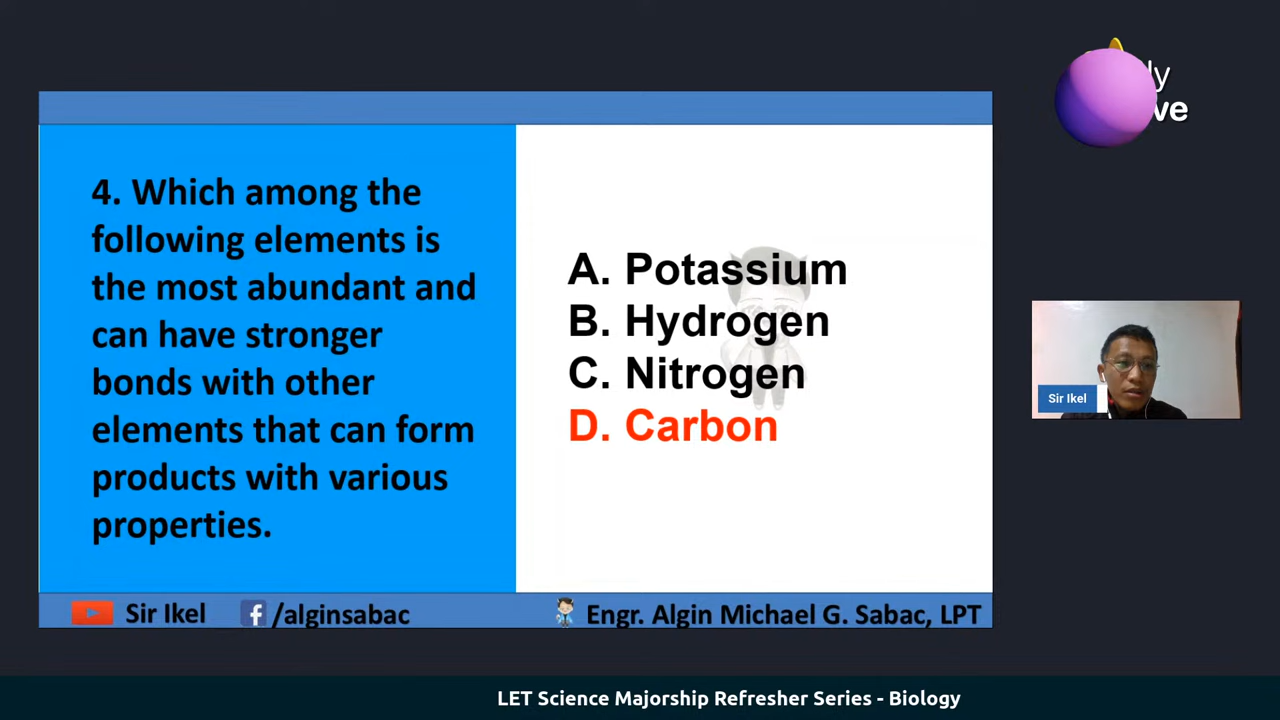 4. Which among the
following elements is
the most abundant and
can have stronger
bonds with other
elements that can form
products with various
properties.
A. Potassium
B. Hydrogen
C. Nitrogen
D. Carbon
Sir Ikel
Sir Ikel
/alginsabac
Engr. Algin Michael G. Sabac, LPT
LET Science Majorship Refresher Series - Biology